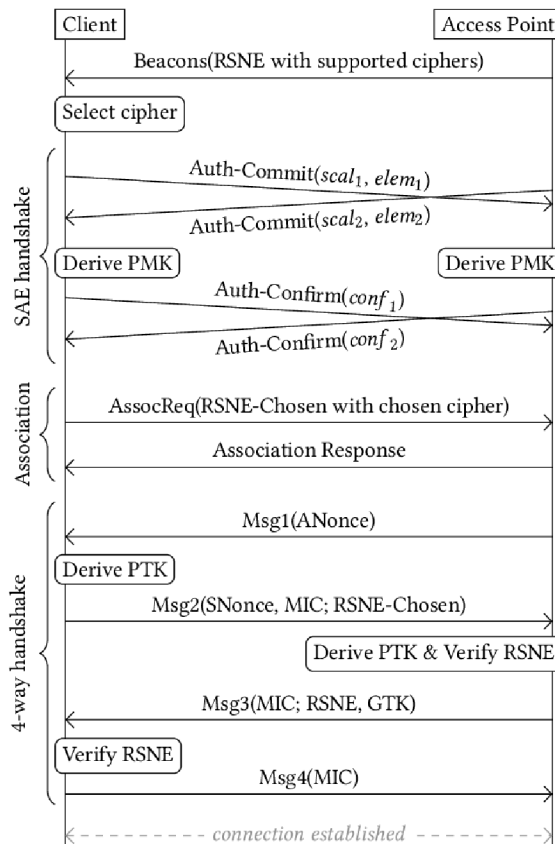 Client
Access Point
Beacons(RSNE with supported ciphers)
Select cipher
SAE handshake
Auth-Commit(scal₁, elem₁)
Auth-Commit(scal₂, elem₂)
Derive PMK
Derive PMK
Auth-Confirm(conf₁)
Auth-Confirm(conf₂)
Association
AssocReq(RSNE-Chosen with chosen cipher)
Association Response
4-way handshake
Msg1(ANonce)
Derive PTK
Msg2(SNonce, MIC; RSNE-Chosen)
Derive PTK & Verify RSNE
Msg3(MIC; RSNE, GTK)
Verify RSNE
Msg4(MIC)
connection established